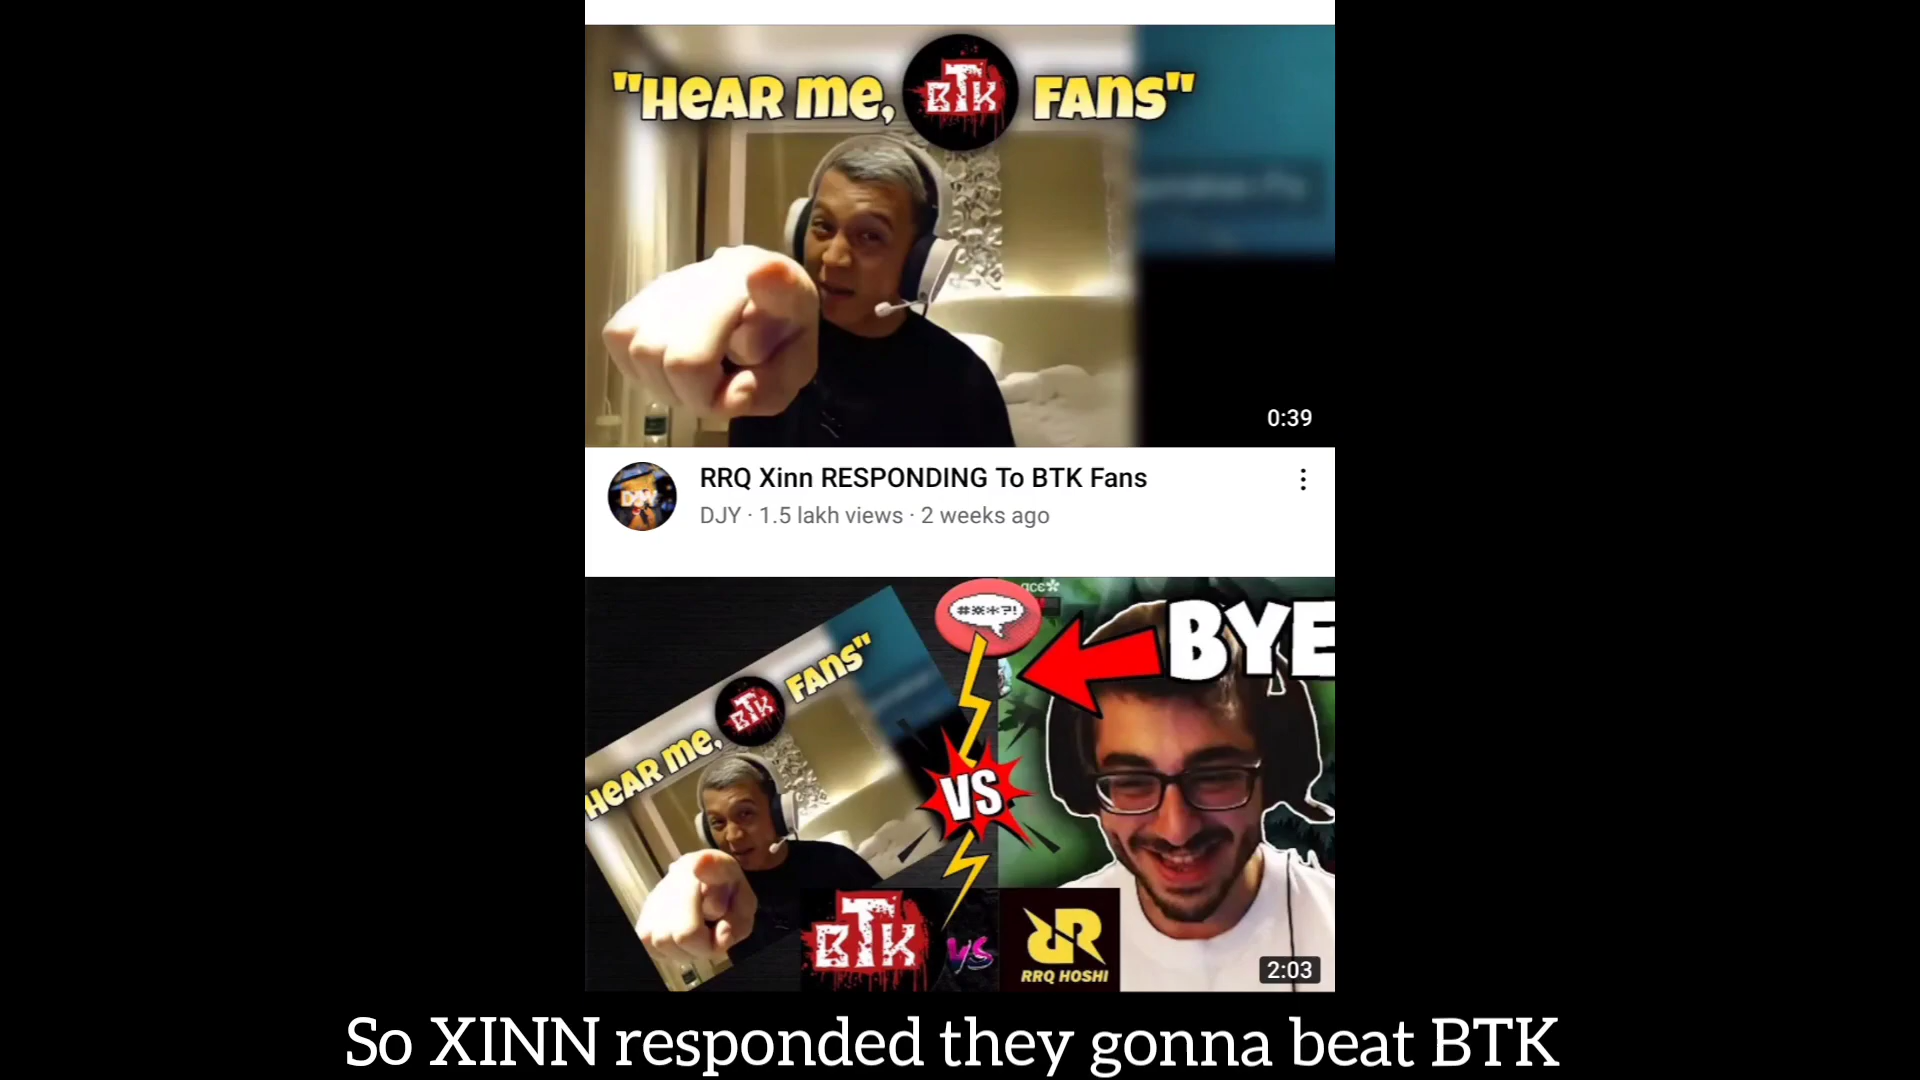 "HEAR me, BTK FANS"
0:39
DJY
RRQ Xinn RESPONDING To BTK Fans
DJY · 1.5 lakh views · 2 weeks ago
#※*?!
ace
BYE
HEAR me, BTK FANS"
VS
BTK VS RRQ HOSHI
2:03
So XINN responded they gonna beat BTK